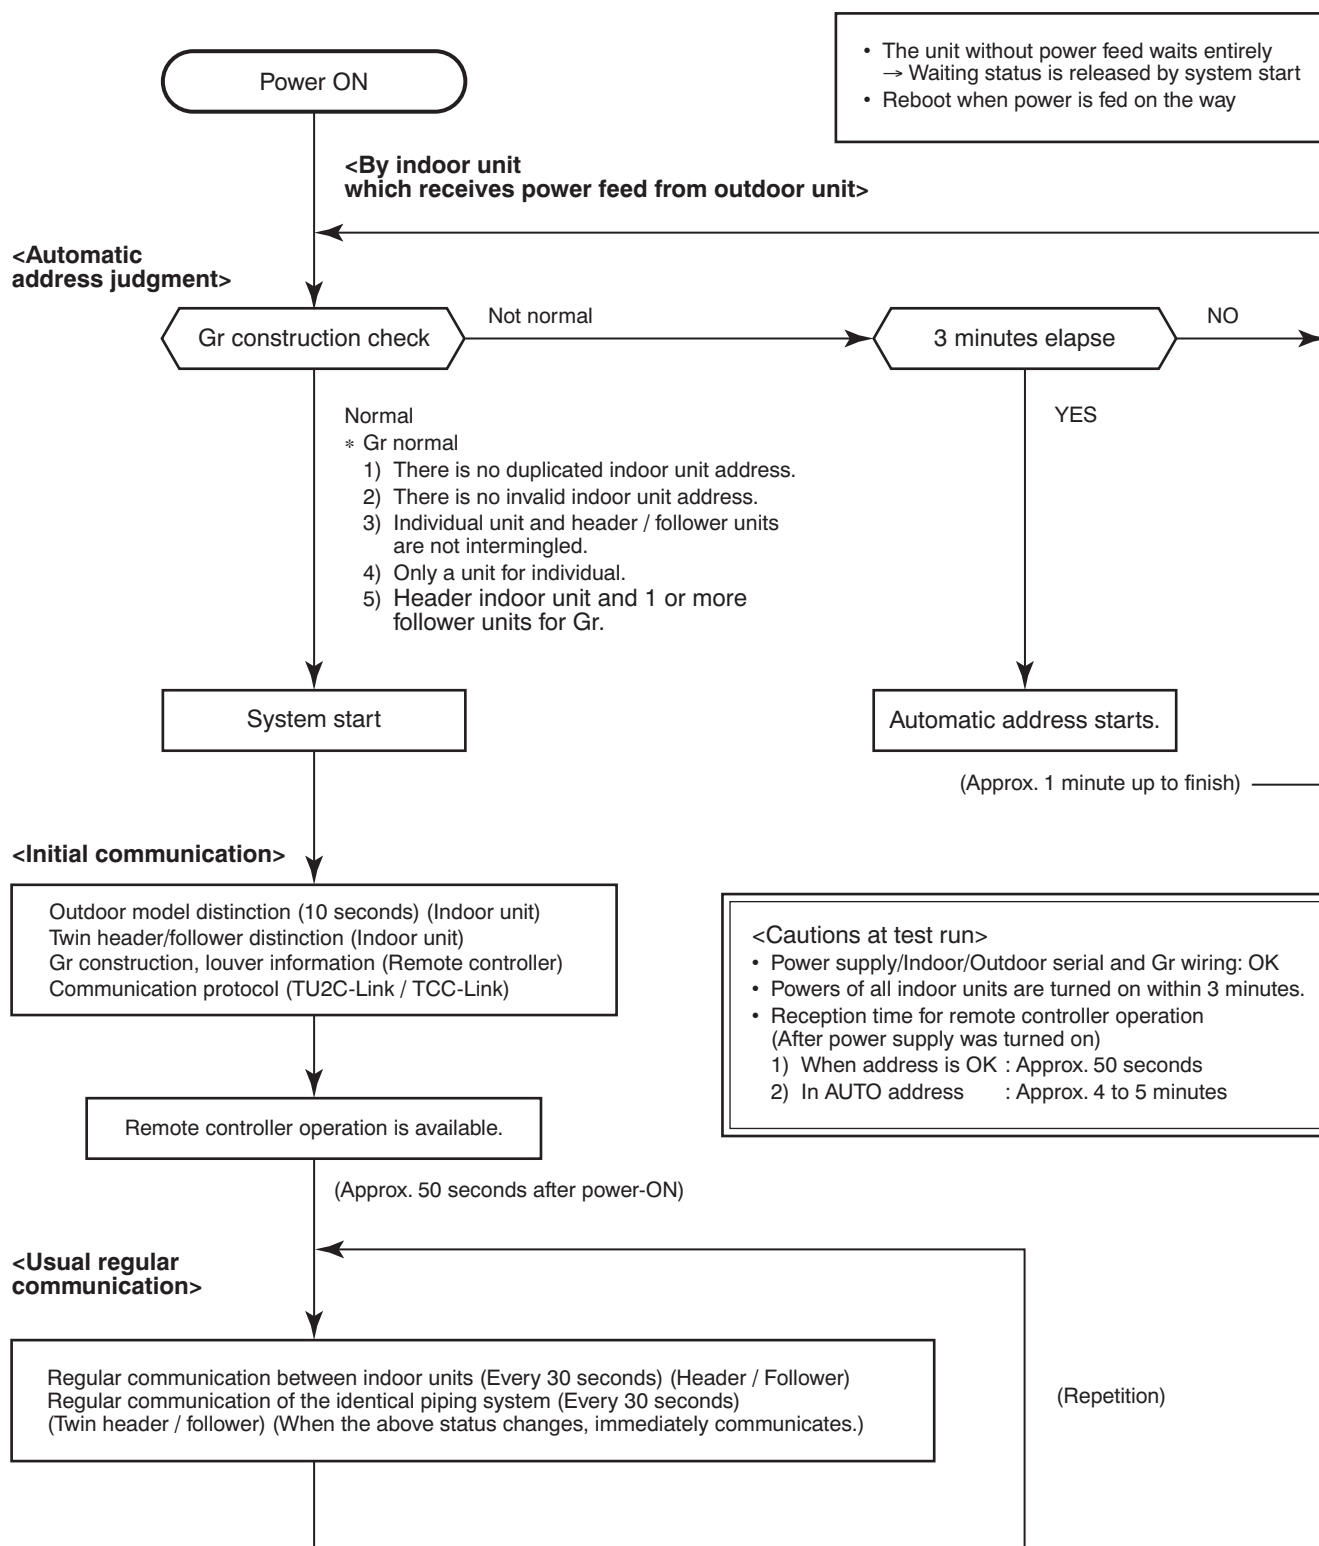 • The unit without power feed waits entirely
→ Waiting status is released by system start
• Reboot when power is fed on the way
Power ON
<By indoor unit
which receives power feed from outdoor unit>
<Automatic
address judgment>
Gr construction check
Not normal
3 minutes elapse
NO
Normal
* Gr normal
1) There is no duplicated indoor unit address.
2) There is no invalid indoor unit address.
3) Individual unit and header / follower units
are not intermingled.
4) Only a unit for individual.
5) Header indoor unit and 1 or more
follower units for Gr.
YES
System start
Automatic address starts.
(Approx. 1 minute up to finish)
<Initial communication>
Outdoor model distinction (10 seconds) (Indoor unit)
Twin header/follower distinction (Indoor unit)
Gr construction, louver information (Remote controller)
Communication protocol (TU2C-Link / TCC-Link)
<Cautions at test run>
• Power supply/Indoor/Outdoor serial and Gr wiring: OK
• Powers of all indoor units are turned on within 3 minutes.
• Reception time for remote controller operation
(After power supply was turned on)
1) When address is OK : Approx. 50 seconds
2) In AUTO address : Approx. 4 to 5 minutes
Remote controller operation is available.
(Approx. 50 seconds after power-ON)
<Usual regular
communication>
Regular communication between indoor units (Every 30 seconds) (Header / Follower)
Regular communication of the identical piping system (Every 30 seconds)
(Twin header / follower) (When the above status changes, immediately communicates.)
(Repetition)